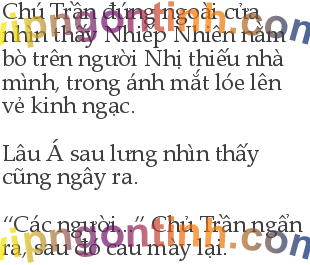 Chú Trần đứng ngoài cửa
nhìn thấy Nhiếp Nhiên nằm
bò trên người Nhị thiếu nhà
mình, trong ánh mắt lóe lên
vẻ kinh ngạc.
Lâu Á sau lưng nhìn thấy
cũng ngây ra.
“Các người...” Chú Trần ngẩn
ra, sau đó cau mày lại.